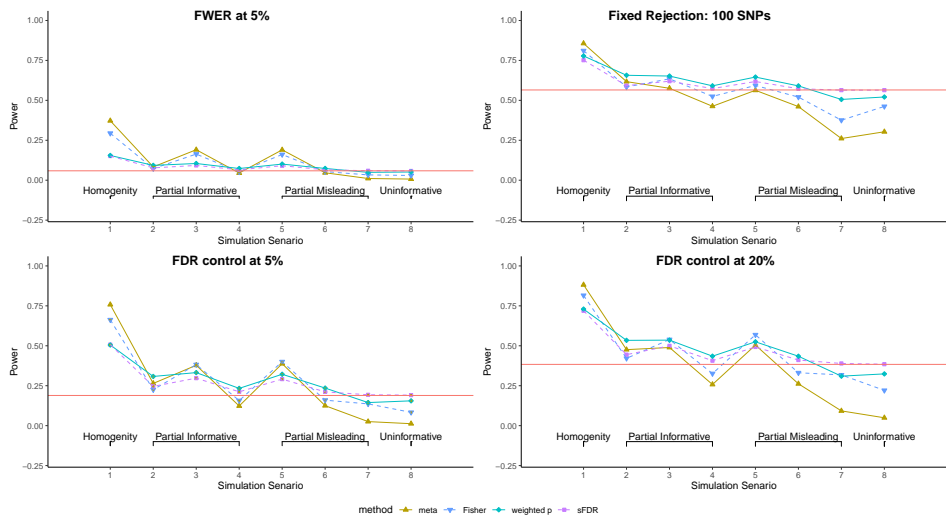 FWER at 5%
1.00
0.75
0.50
0.25
0.00
−0.25
Power
Homogenity
Partial Informative
Partial Misleading
Uninformative
1 2 3 4 5 6 7 8
Simulation Senario
Fixed Rejection: 100 SNPs
1.00
0.75
0.50
0.25
0.00
−0.25
Power
Homogenity
Partial Informative
Partial Misleading
Uninformative
1 2 3 4 5 6 7 8
Simulation Senario
FDR control at 5%
1.00
0.75
0.50
0.25
0.00
−0.25
Power
Homogenity
Partial Informative
Partial Misleading
Uninformative
1 2 3 4 5 6 7 8
Simulation Senario
FDR control at 20%
1.00
0.75
0.50
0.25
0.00
−0.25
Power
Homogenity
Partial Informative
Partial Misleading
Uninformative
1 2 3 4 5 6 7 8
Simulation Senario
method meta Fisher weighted p sFDR